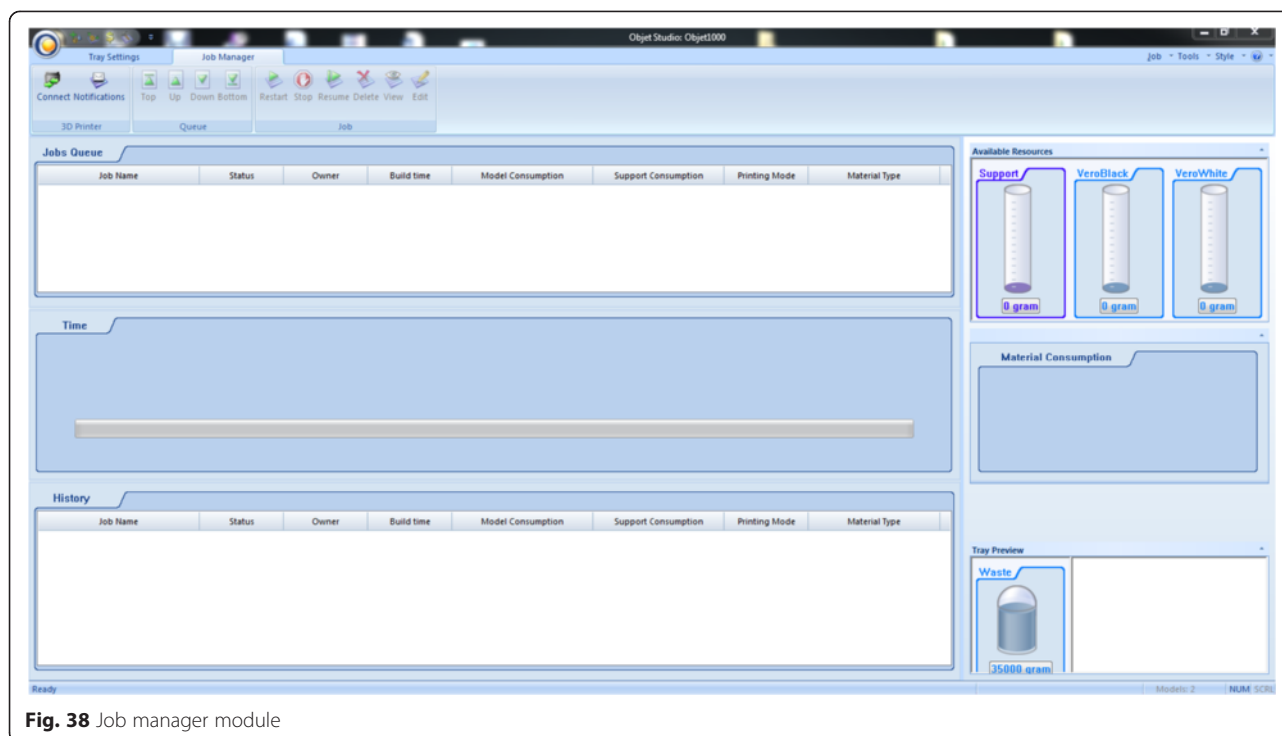 Objet Studio: Objet1000
Tray Settings Job Manager Job Tools Style
Connect Notifications Top Up Down Bottom Restart Stop Resume Delete View Edit
3D Printer Queue Job
Jobs Queue
Job Name Status Owner Build time Model Consumption Support Consumption Printing Mode Material Type
Time
History
Job Name Status Owner Build time Model Consumption Support Consumption Printing Mode Material Type
Available Resources
Support VeroBlack VeroWhite
0 gram 0 gram 0 gram
Material Consumption
Tray Preview
Waste
35000 gram
Ready Models: 2 NUM SCRL
Fig. 38 Job manager module